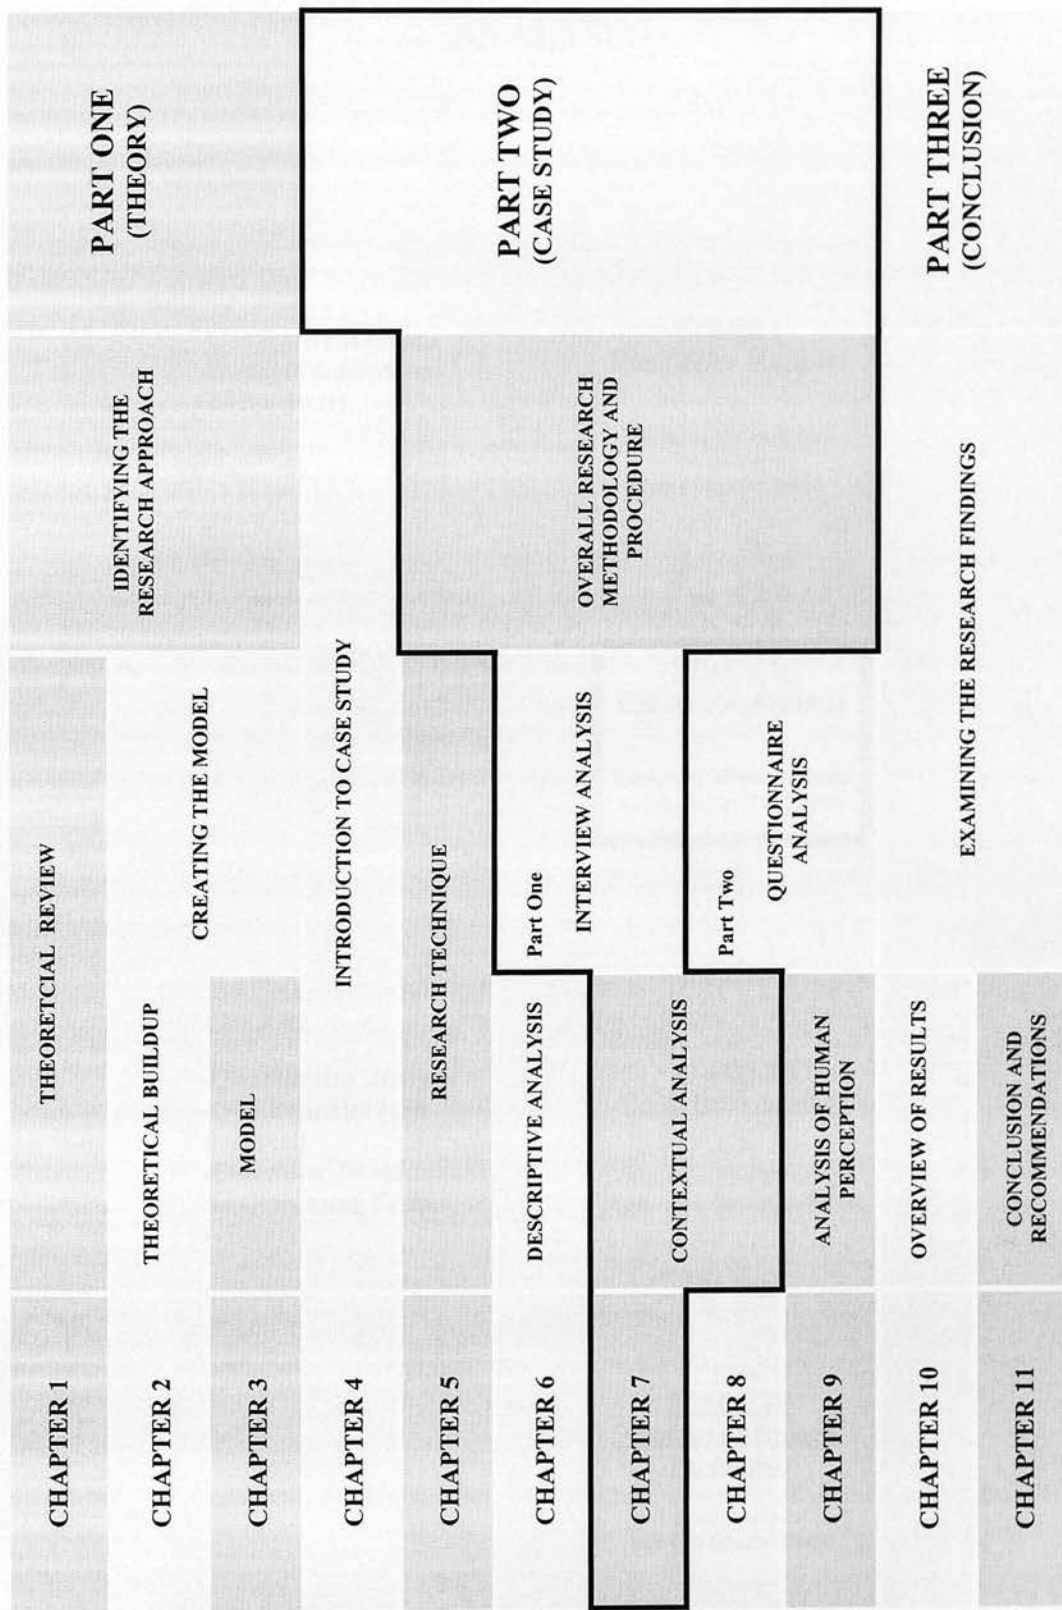 CHAPTER 1
THEORETCIAL REVIEW
IDENTIFYING THE
RESEARCH APPROACH
PART ONE
(THEORY)
CHAPTER 2
THEORETICAL BUILDUP
CREATING THE MODEL
CHAPTER 3
MODEL
CHAPTER 4
INTRODUCTION TO CASE STUDY
PART TWO
(CASE STUDY)
CHAPTER 5
RESEARCH TECHNIQUE
OVERALL RESEARCH
METHODOLOGY AND
PROCEDURE
CHAPTER 6
DESCRIPTIVE ANALYSIS
Part One
INTERVIEW ANALYSIS
CHAPTER 7
CONTEXTUAL ANALYSIS
CHAPTER 8
Part Two
QUESTIONNAIRE
ANALYSIS
CHAPTER 9
ANALYSIS OF HUMAN
PERCEPTION
CHAPTER 10
OVERVIEW OF RESULTS
EXAMINING THE RESEARCH FINDINGS
PART THREE
(CONCLUSION)
CHAPTER 11
CONCLUSION AND
RECOMMENDATIONS